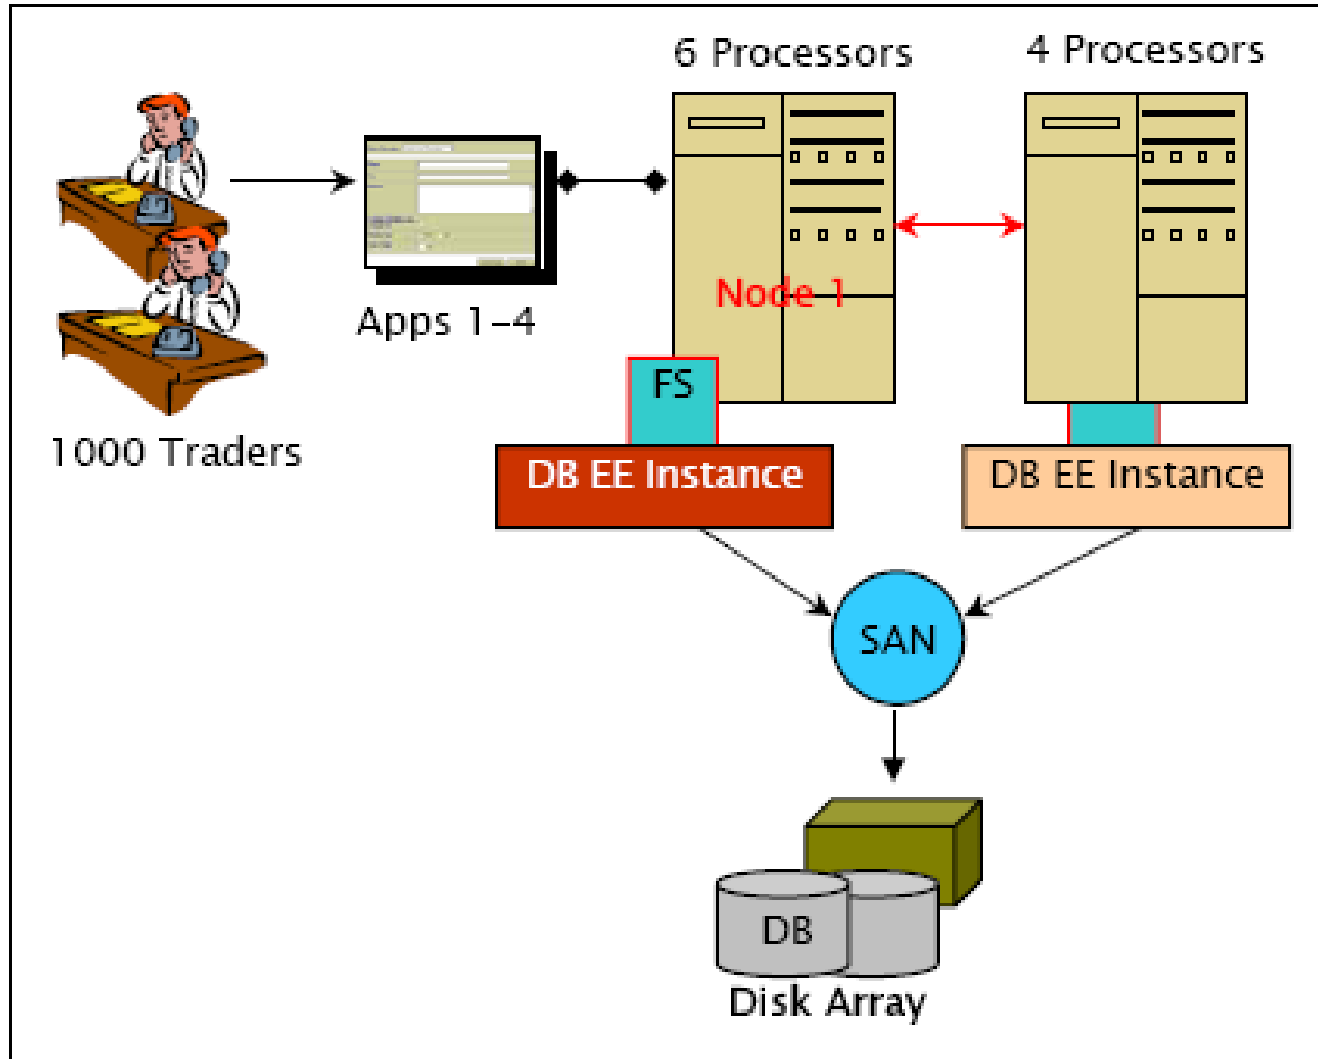 6 Processors
4 Processors
Node 1
Apps 1-4
FS
1000 Traders
DB EE Instance
DB EE Instance
SAN
DB
Disk Array